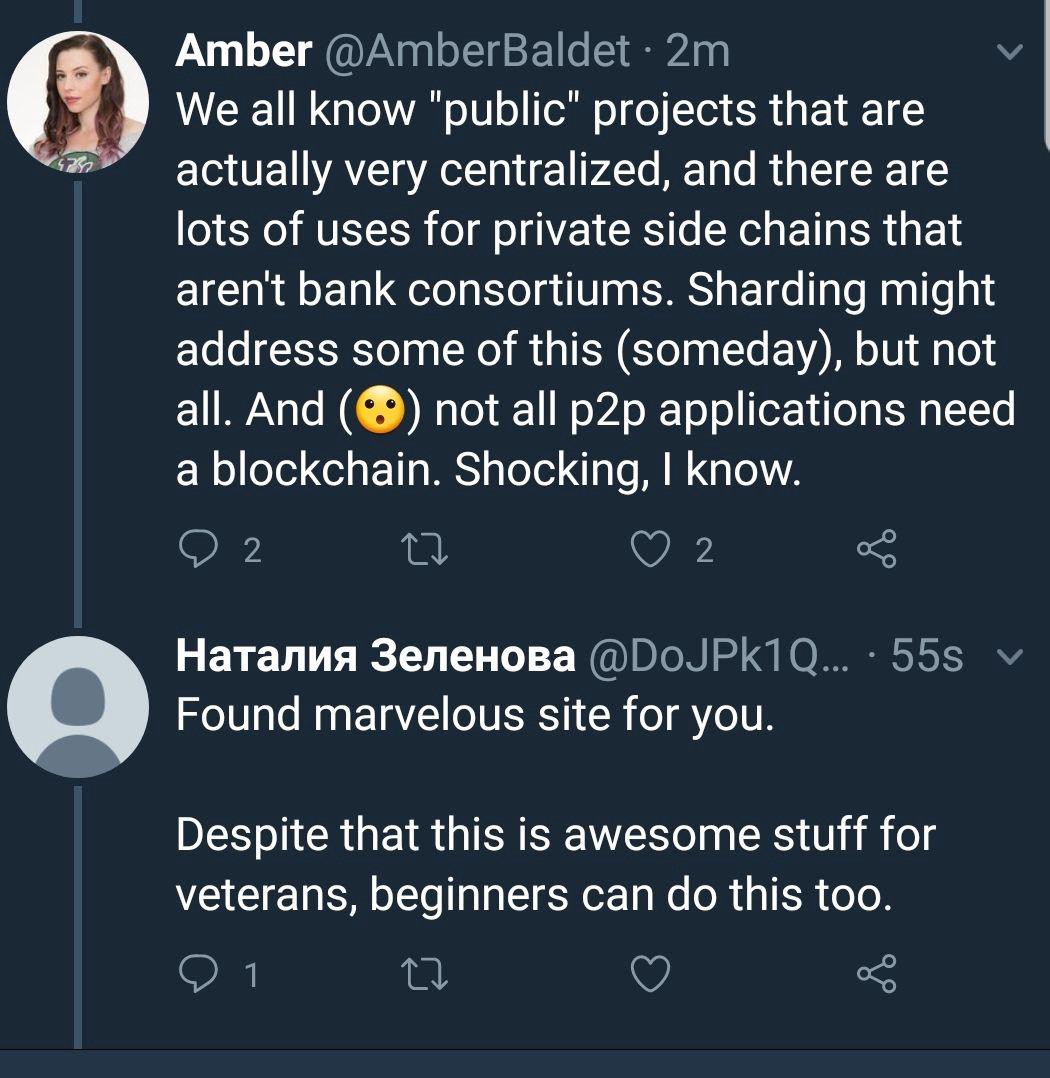 Amber @AmberBaldet · 2m
We all know "public" projects that are
actually very centralized, and there are
lots of uses for private side chains that
aren't bank consortiums. Sharding might
address some of this (someday), but not
all. And (😮) not all p2p applications need
a blockchain. Shocking, I know.
2 2
Наталия Зеленова @DoJPk1Q... · 55s
Found marvelous site for you.
Despite that this is awesome stuff for
veterans, beginners can do this too.
1